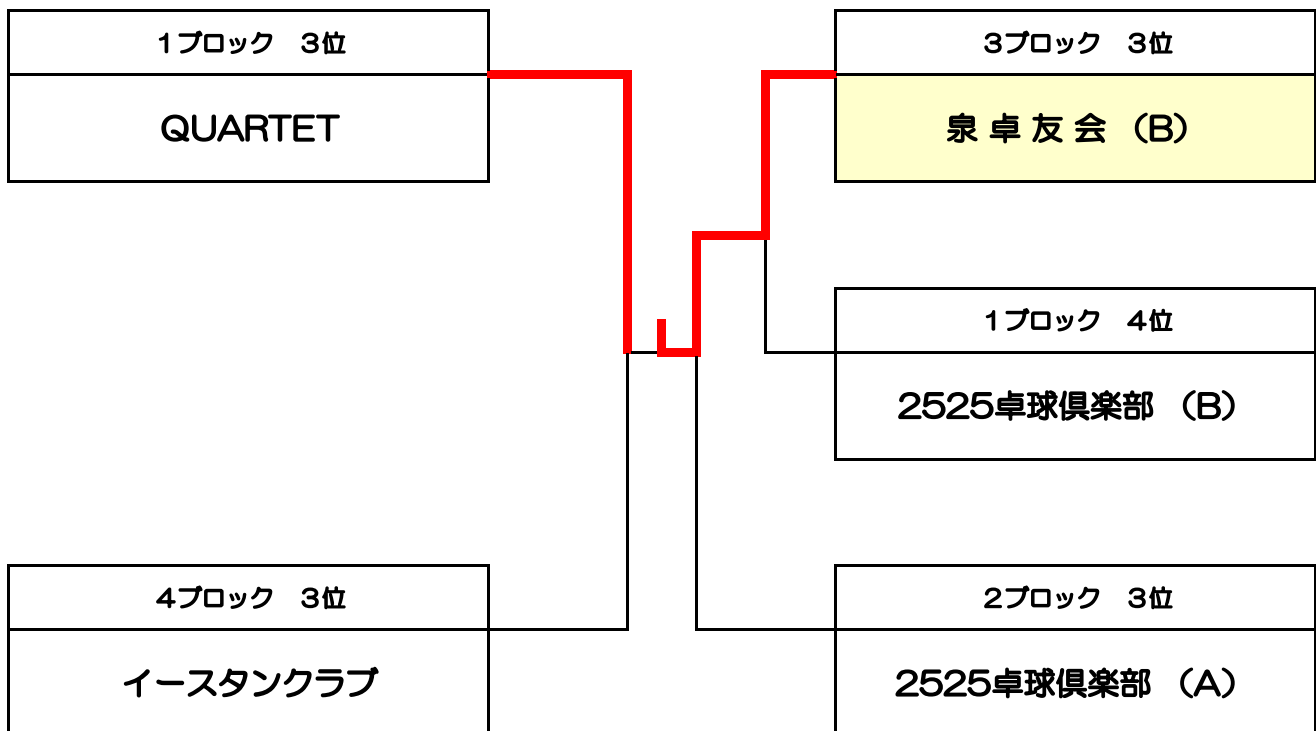 1ブロック　3位
QUARTET
3ブロック　3位
泉 卓 友 会 （B）
1ブロック　4位
2525卓球倶楽部 （B）
4ブロック　3位
イースタンクラブ
2ブロック　3位
2525卓球倶楽部 （A）